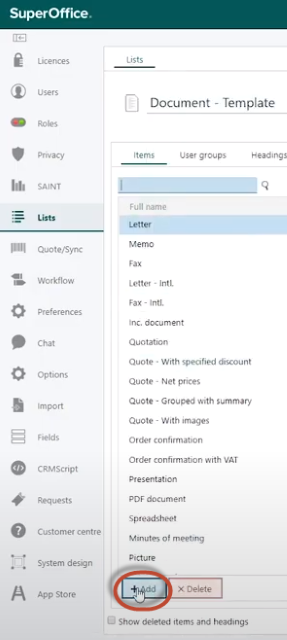 SuperOffice.
Licences
Users
Roles
Privacy
SAINT
Lists
Quote/Sync
Workflow
Preferences
Chat
Options
Import
Fields
CRMScript
Requests
Customer centre
System design
App Store
Lists
Document - Template
Items User groups Headings
Full name
Letter
Memo
Fax
Letter - Intl.
Fax - Intl.
Inc. document
Quotation
Quote - With specified discount
Quote - Net prices
Quote - Grouped with summary
Quote - With images
Order confirmation
Order confirmation with VAT
Presentation
PDF document
Spreadsheet
Minutes of meeting
Picture
+ Add × Delete
Show deleted items and headings